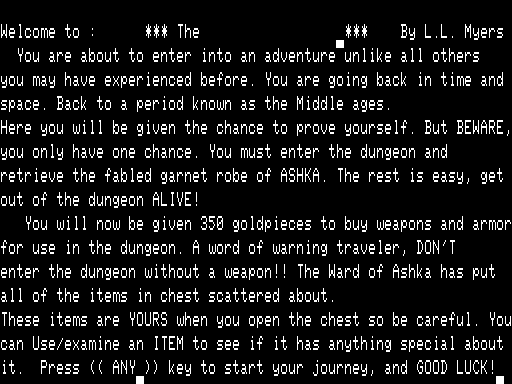 Welcome to :      *** The                  ***    By L.L. Myers
  You are about to enter into an adventure unlike all others
you may have experienced before. You are going back in time and
space. Back to a period known as the Middle ages.
Here you will be given the chance to prove yourself. But BEWARE,
you only have one chance. You must enter the dungeon and
retrieve the fabled garnet robe of ASHKA. The rest is easy, get
out of the dungeon ALIVE!
   You will now be given 350 goldpieces to buy weapons and armor
for use in the dungeon. A word of warning traveler, DON'T
enter the dungeon without a weapon!! The Ward of Ashka has put
all of the items in chest scattered about.
These items are YOURS when you open the chest so be careful. You
can Use/examine an ITEM to see if it has anything special about
it.  Press (( ANY )) key to start your journey, and GOOD LUCK!